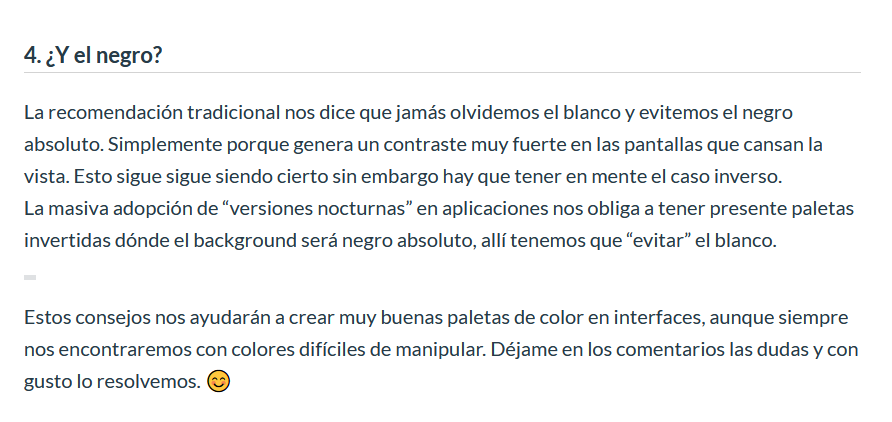 4. ¿Y el negro?
La recomendación tradicional nos dice que jamás olvidemos el blanco y evitemos el negro
absoluto. Simplemente porque genera un contraste muy fuerte en las pantallas que cansan la
vista. Esto sigue sigue siendo cierto sin embargo hay que tener en mente el caso inverso.
La masiva adopción de “versiones nocturnas” en aplicaciones nos obliga a tener presente paletas
invertidas dónde el background será negro absoluto, allí tenemos que “evitar” el blanco.
Estos consejos nos ayudarán a crear muy buenas paletas de color en interfaces, aunque siempre
nos encontraremos con colores difíciles de manipular. Déjame en los comentarios las dudas y con
gusto lo resolvemos. 😊